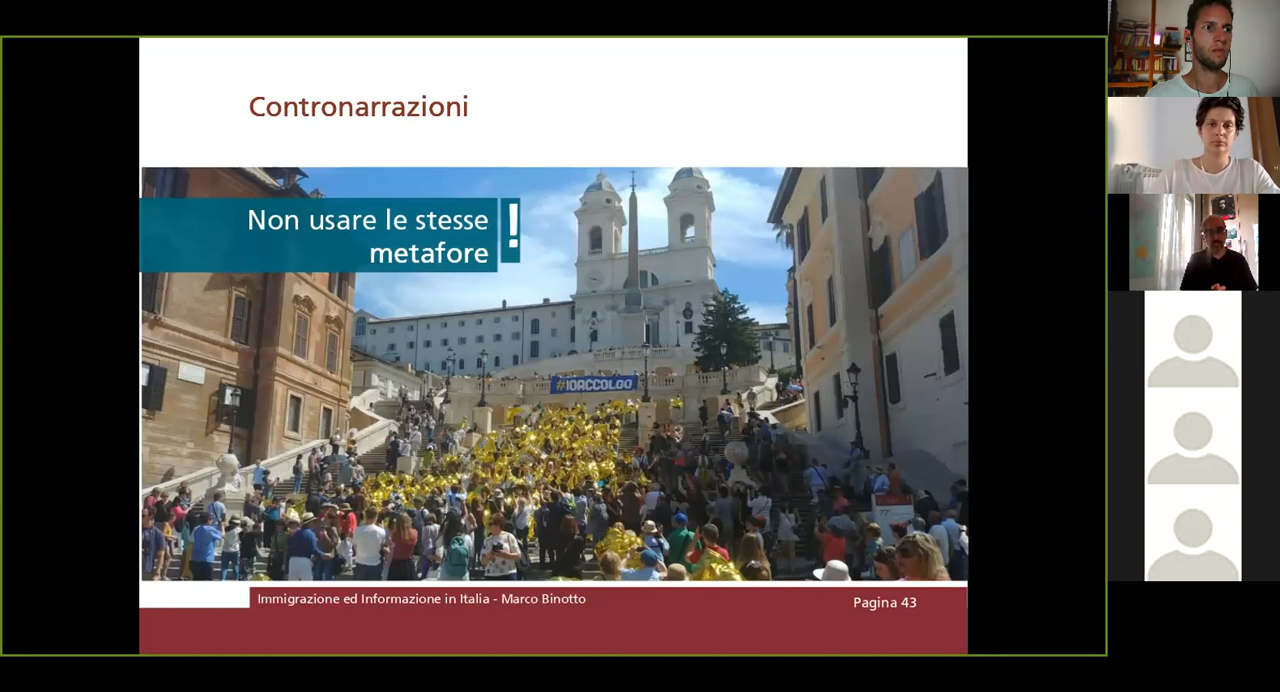 Contronarrazioni
Non usare le stesse
metafore
!
#IOACCOLGO
Immigrazione ed Informazione in Italia - Marco Binotto
Pagina 43